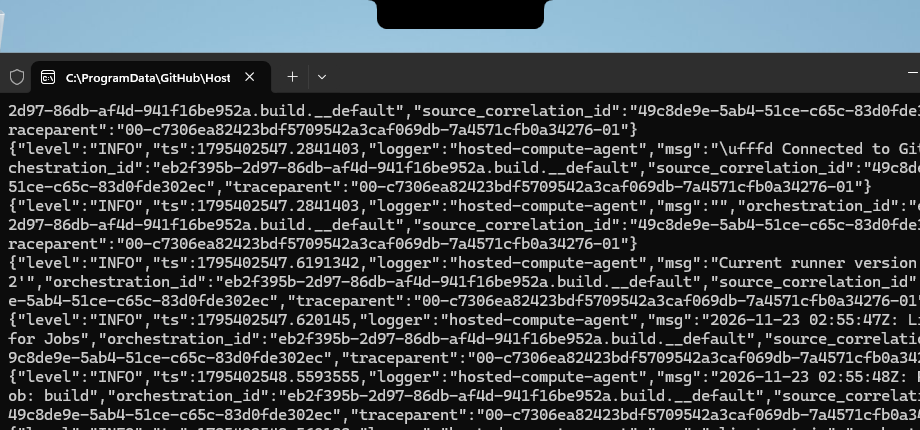 C:\ProgramData\GitHub\Host
2d97-86db-af4d-941f16be952a.build.__default","source_correlation_id":"49c8de9e-5ab4-51ce-c65c-83d0fde
raceparent":"00-c7306ea82423bdf5709542a3caf069db-7a4571cfb0a34276-01"}
{"level":"INFO","ts":1795402547.2841403,"logger":"hosted-compute-agent","msg":"\ufffd Connected to Git
chestration_id":"eb2f395b-2d97-86db-af4d-941f16be952a.build.__default","source_correlation_id":"49c8d
51ce-c65c-83d0fde302ec","traceparent":"00-c7306ea82423bdf5709542a3caf069db-7a4571cfb0a34276-01"}
{"level":"INFO","ts":1795402547.2841403,"logger":"hosted-compute-agent","msg":"","orchestration_id":"
2d97-86db-af4d-941f16be952a.build.__default","source_correlation_id":"49c8de9e-5ab4-51ce-c65c-83d0fde
raceparent":"00-c7306ea82423bdf5709542a3caf069db-7a4571cfb0a34276-01"}
{"level":"INFO","ts":1795402547.6191342,"logger":"hosted-compute-agent","msg":"Current runner version
2'","orchestration_id":"eb2f395b-2d97-86db-af4d-941f16be952a.build.__default","source_correlation_id"
e-5ab4-51ce-c65c-83d0fde302ec","traceparent":"00-c7306ea82423bdf5709542a3caf069db-7a4571cfb0a34276-01
{"level":"INFO","ts":1795402547.620145,"logger":"hosted-compute-agent","msg":"2026-11-23 02:55:47Z: Li
for Jobs","orchestration_id":"eb2f395b-2d97-86db-af4d-941f16be952a.build.__default","source_correlatio
9c8de9e-5ab4-51ce-c65c-83d0fde302ec","traceparent":"00-c7306ea82423bdf5709542a3caf069db-7a4571cfb0a34
{"level":"INFO","ts":1795402548.5593555,"logger":"hosted-compute-agent","msg":"2026-11-23 02:55:48Z:
ob: build","orchestration_id":"eb2f395b-2d97-86db-af4d-941f16be952a.build.__default","source_correlat
49c8de9e-5ab4-51ce-c65c-83d0fde302ec","traceparent":"00-c7306ea82423bdf5709542a3caf069db-7a4571cfb0a3